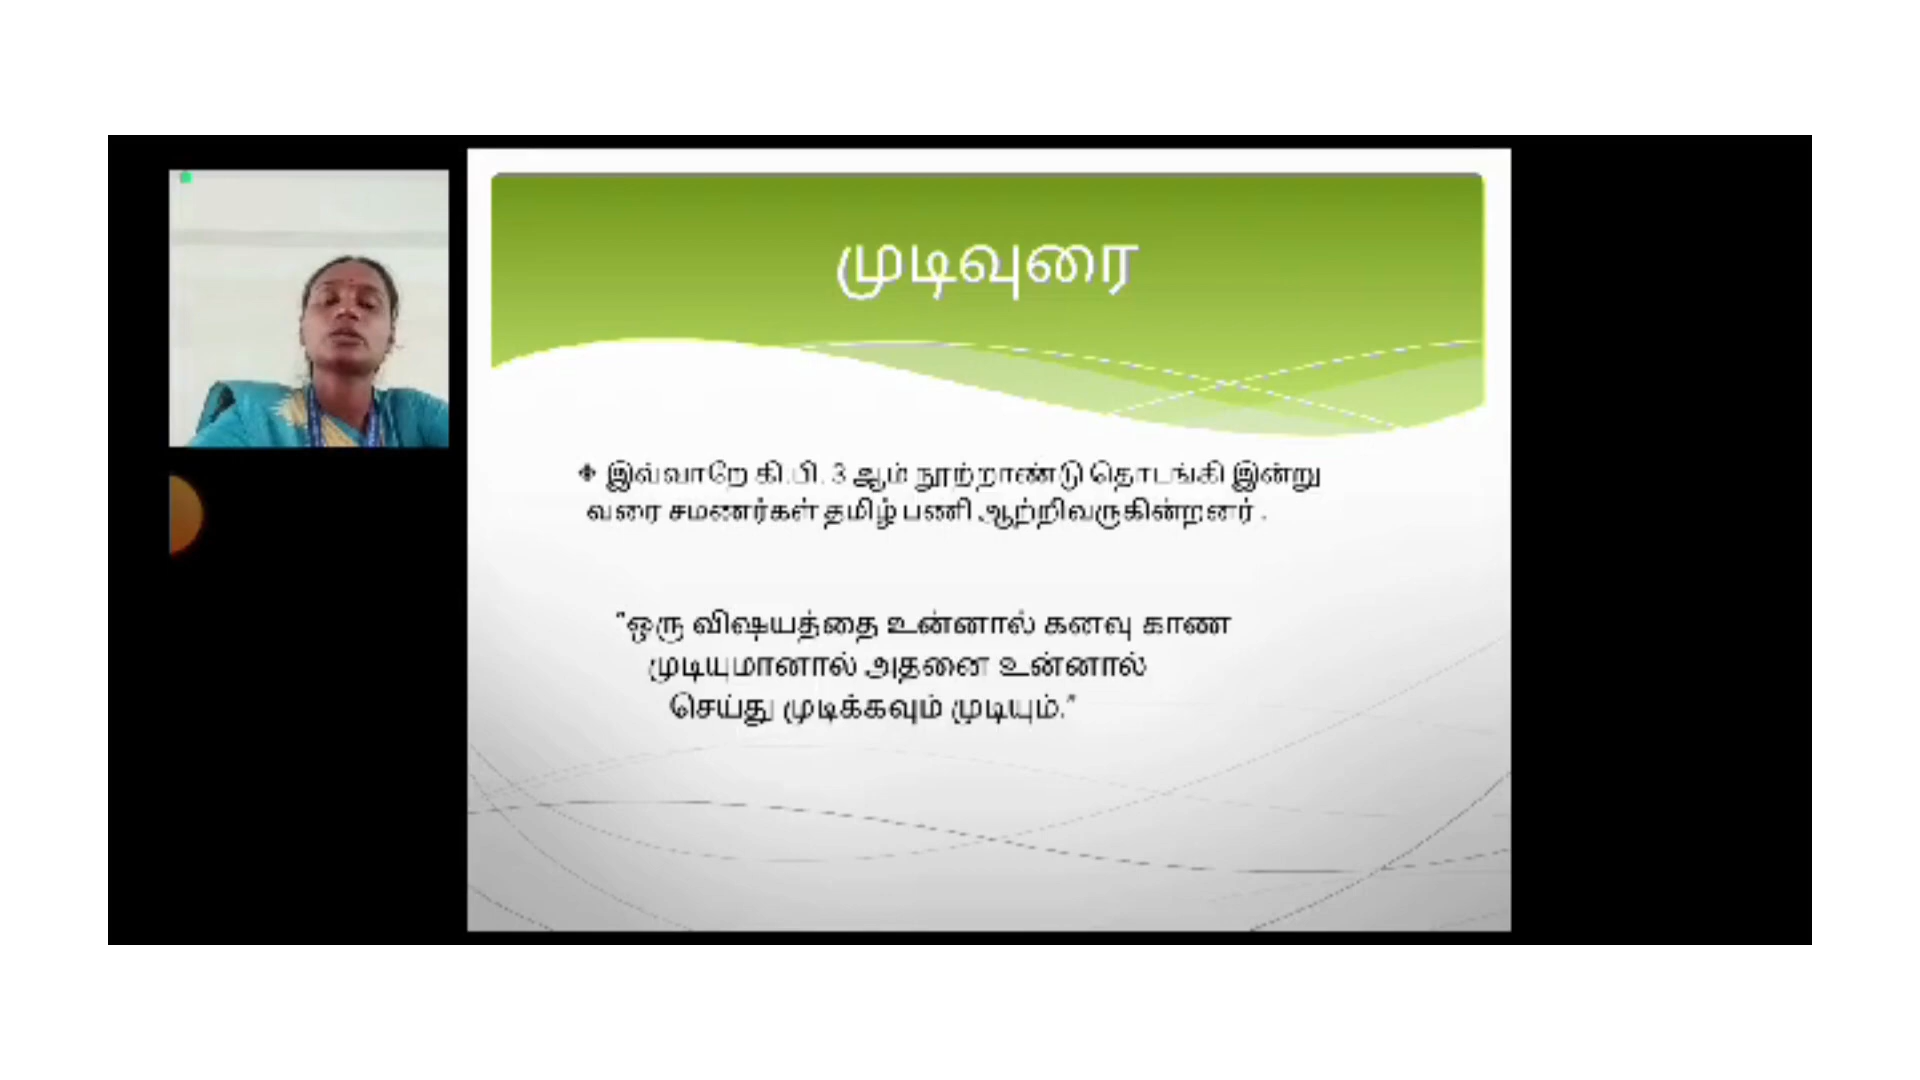 முடிவுரை
❖ இவ்வாறே கி.பி. 3 ஆம் நூற்றாண்டு தொடங்கி இன்று
வரை சமணர்கள் தமிழ் பணி ஆற்றிவருகின்றனர் .
"ஒரு விஷயத்தை உன்னால் கனவு காண
முடியுமானால் அதனை உன்னால்
செய்து முடிக்கவும் முடியும்."